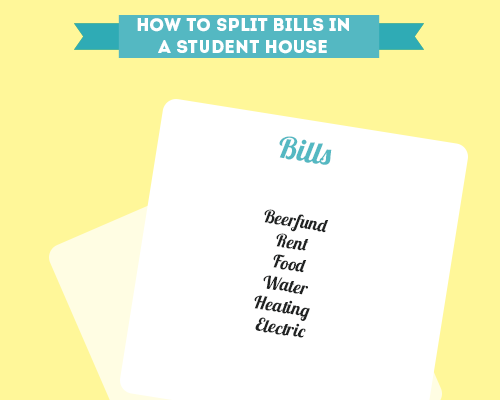 HOW TO SPLIT BILLS IN
A STUDENT HOUSE
Bills
Beerfund
Rent
Food
Water
Heating
Electric